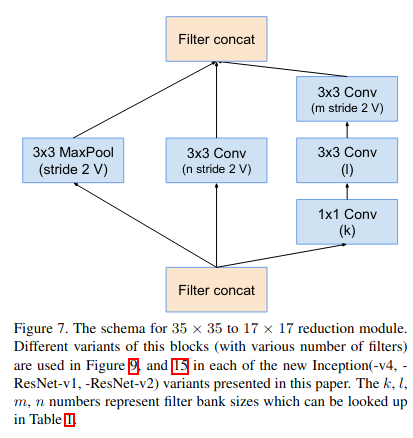 Filter concat
3x3 Conv
(m stride 2 V)
3x3 MaxPool
(stride 2 V)
3x3 Conv
(n stride 2 V)
3x3 Conv
(l)
1x1 Conv
(k)
Filter concat
Figure 7. The schema for 35 × 35 to 17 × 17 reduction module.
Different variants of this blocks (with various number of filters)
are used in Figure 9, and 15 in each of the new Inception(-v4, -
ResNet-v1, -ResNet-v2) variants presented in this paper. The k, l,
m, n numbers represent filter bank sizes which can be looked up
in Table 1.